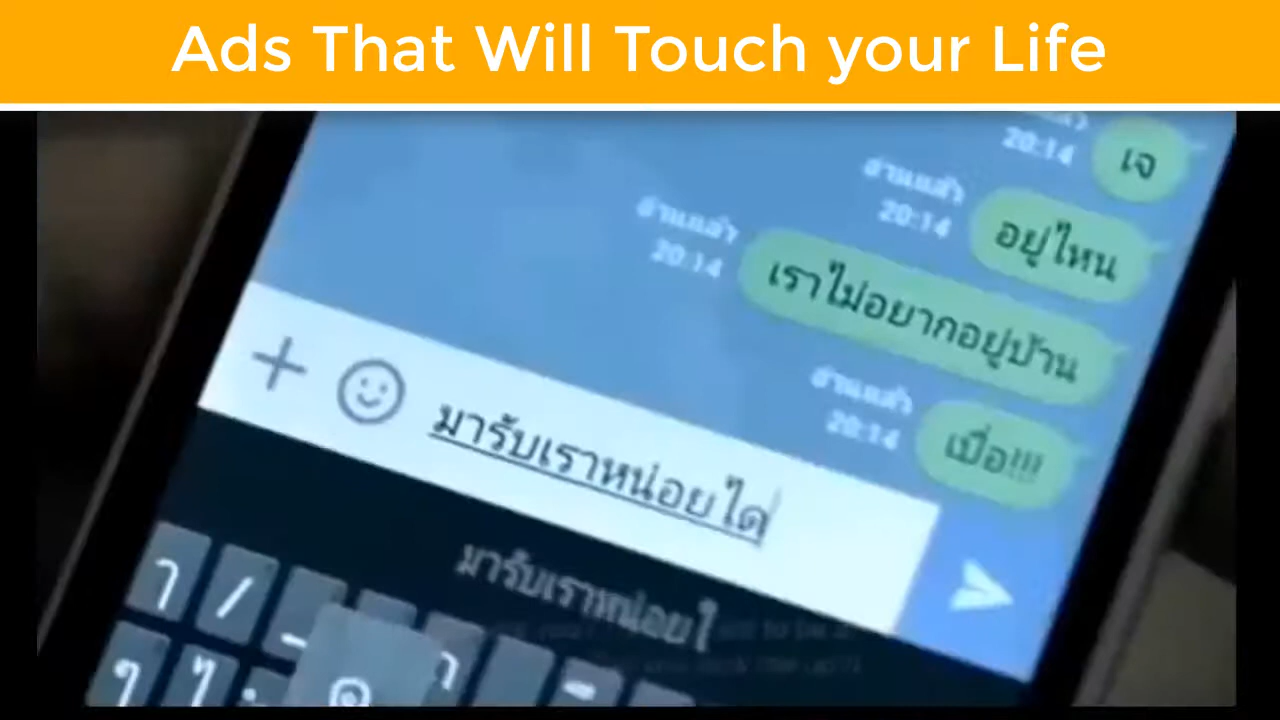 Ads That Will Touch your Life
20:14
เจ
อ่านแล้ว
20:14
อยู่ไหน
อ่านแล้ว
20:14
เราไม่อยากอยู่บ้าน
อ่านแล้ว
20:14
เบื่อ!!!
มารับเราหน่อยได
มารับเราหน่อยใ